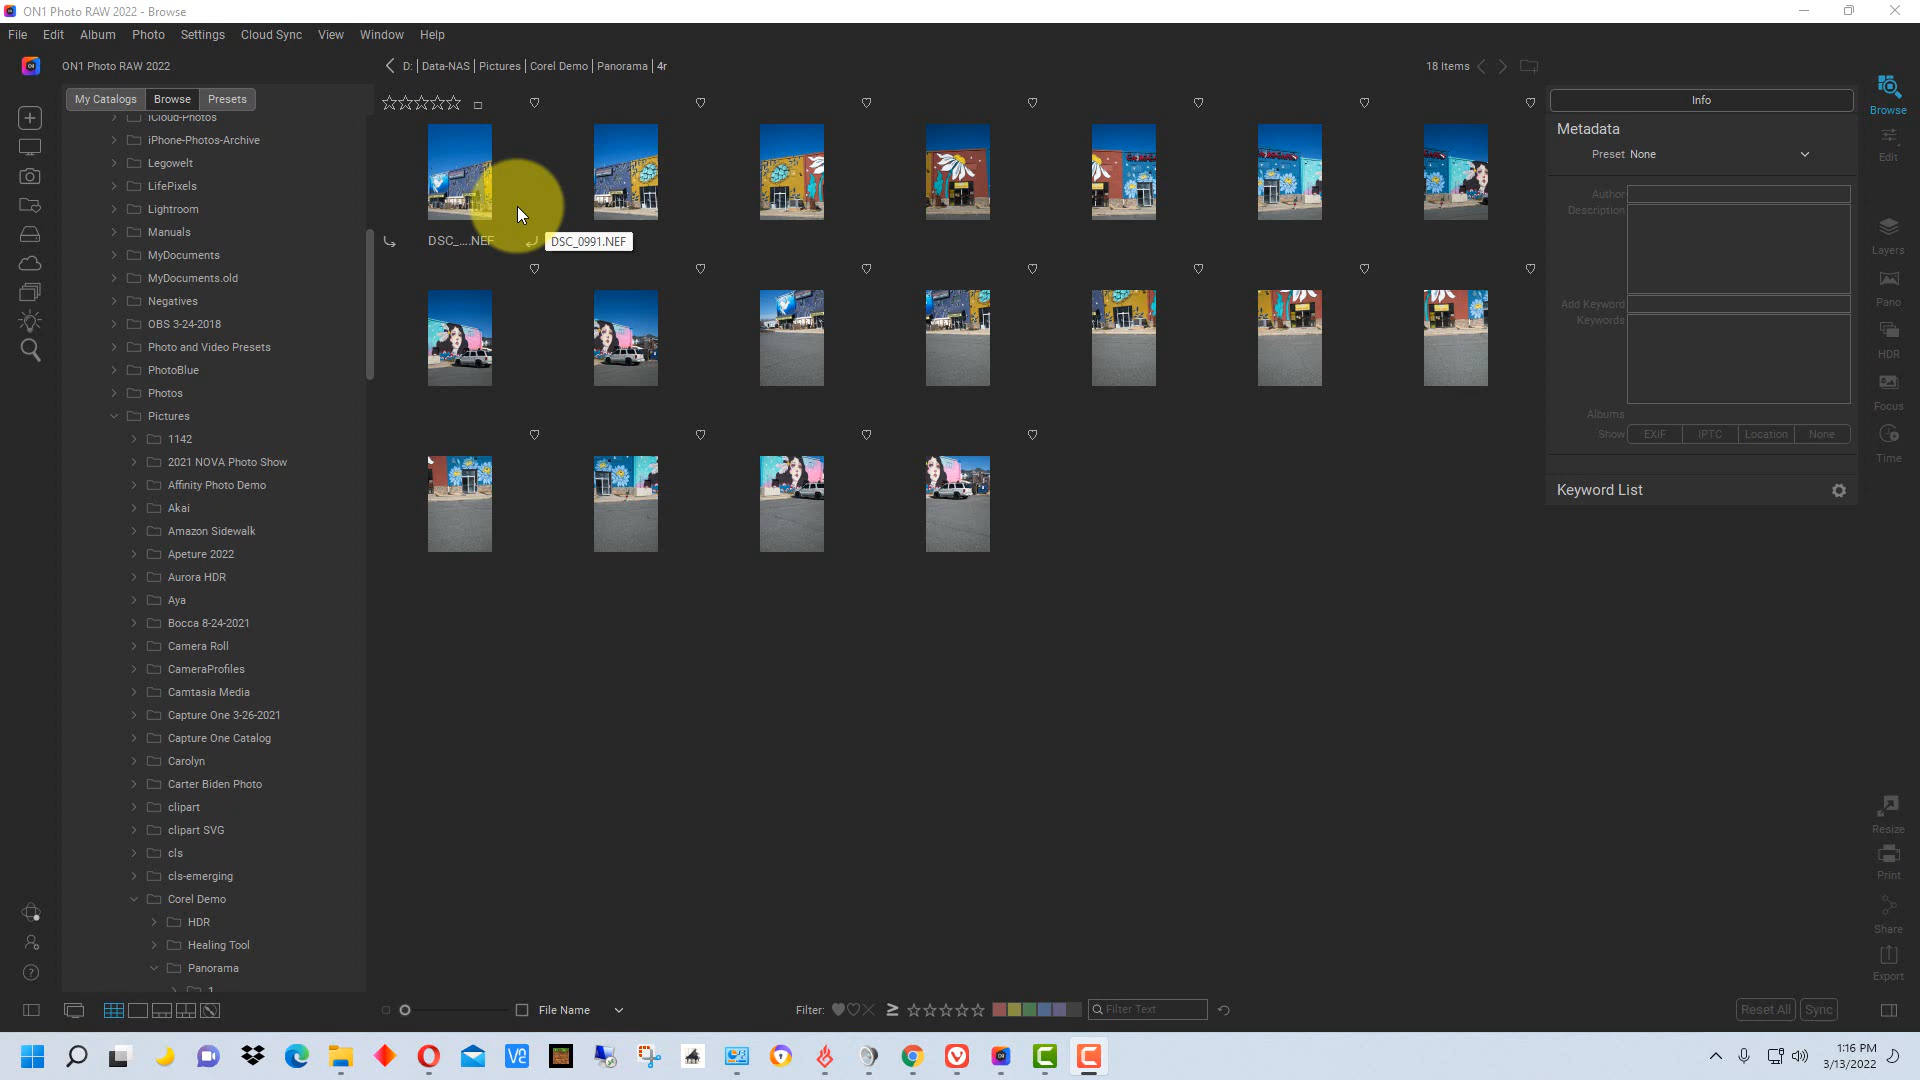 ON1 Photo RAW 2022 - Browse
File Edit Album Photo Settings Cloud Sync View Window Help
ON1 Photo RAW 2022
D: Data-NAS Pictures Corel Demo Panorama 4r
18 Items
My Catalogs Browse Presets
iCloud-Photos
iPhone-Photos-Archive
Legowelt
LifePixels
Lightroom
Manuals
MyDocuments
MyDocuments.old
Negatives
OBS 3-24-2018
Photo and Video Presets
PhotoBlue
Photos
Pictures
1142
2021 NOVA Photo Show
Affinity Photo Demo
Akai
Amazon Sidewalk
Apeture 2022
Aurora HDR
Aya
Bocca 8-24-2021
Camera Roll
CameraProfiles
Camtasia Media
Capture One 3-26-2021
Capture One Catalog
Carolyn
Carter Biden Photo
clipart
clipart SVG
cls
cls-emerging
Corel Demo
HDR
Healing Tool
Panorama
1
DSC_....NEF
DSC_0991.NEF
Info
Metadata
Preset None
Author
Description
Add Keyword
Keywords
Albums
Show EXIF IPTC Location None
Keyword List
Browse
Edit
Layers
Pano
HDR
Focus
Time
Resize
Print
Share
Export
File Name
Filter:
Filter Text
Reset All Sync
1:16 PM
3/13/2022